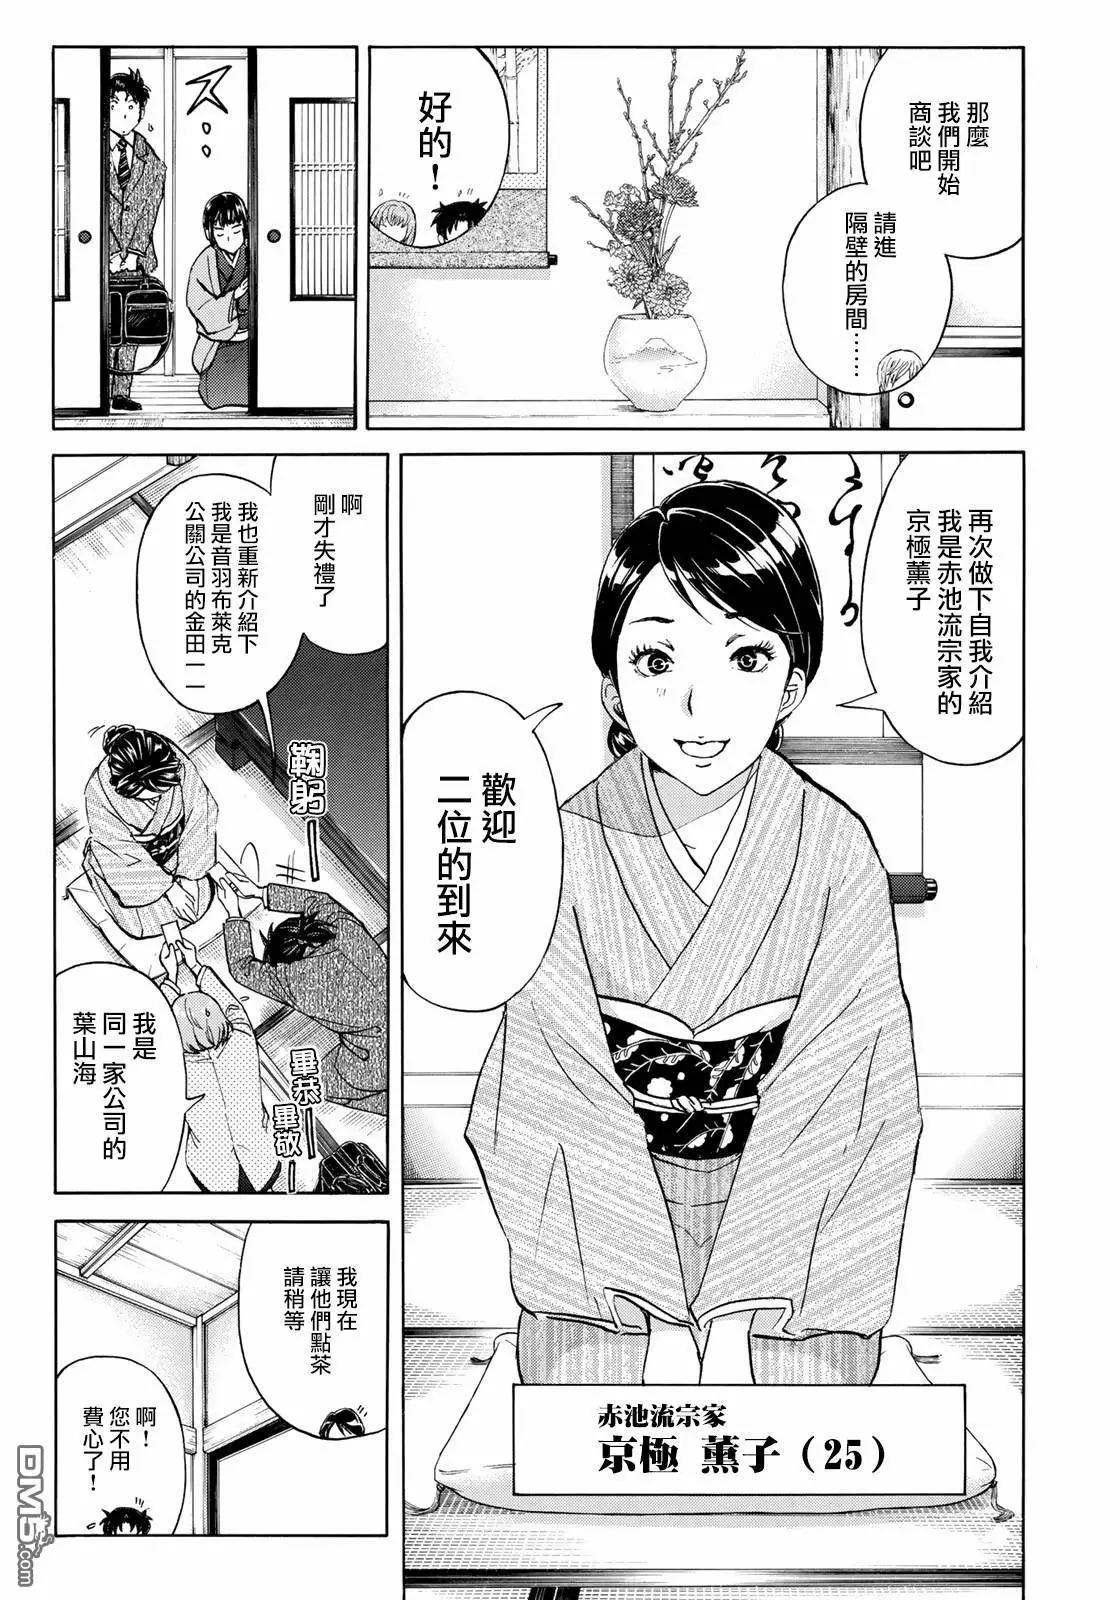 那麼
我們開始
商談吧
請進
隔壁的房間……
好的！
ス
再次做下自我介紹
我是赤池流宗家的
京極薰子
歡迎
二位的到來
赤池流宗家
京極 薰子（25）
啊
剛才失禮了
我也重新介紹下
我是音羽布萊克
公關公司的金田一一
鞠躬
我是
同一家公司的
葉山海
畢恭畢敬
我現在
讓他們點茶
請稍等
啊！
您不用
費心了！
DM5